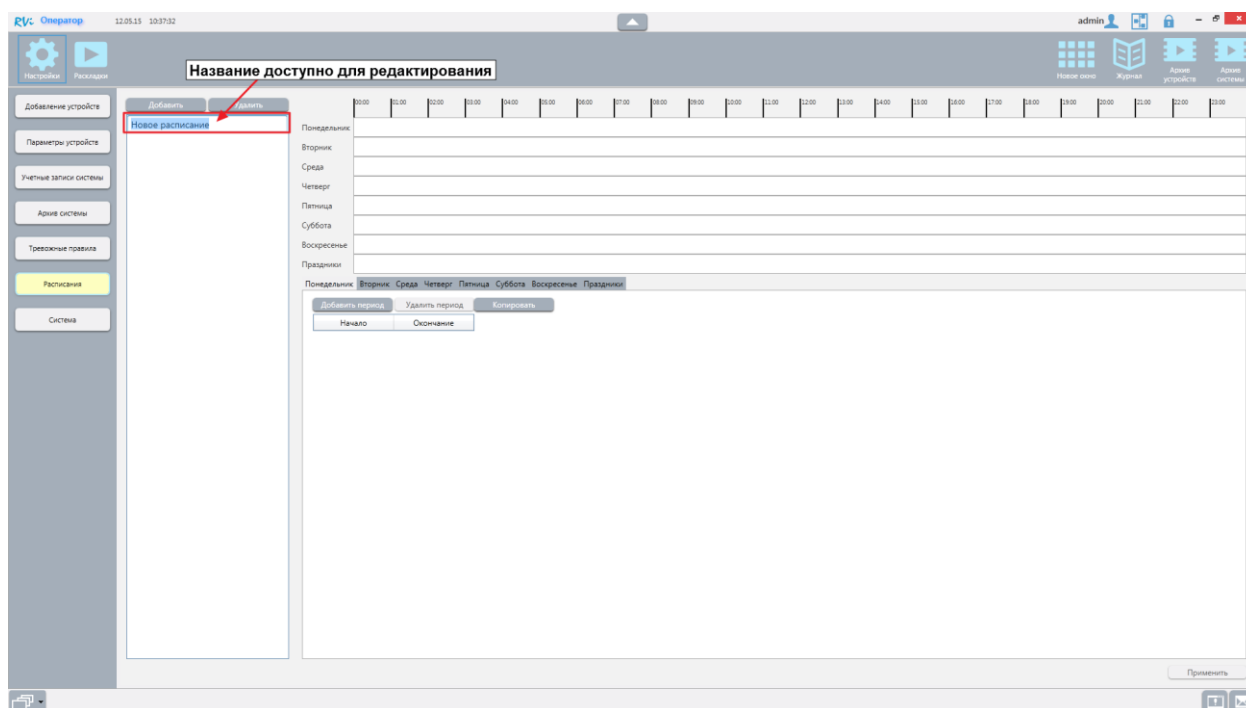 RVi Оператор 12.05.15 10:37:32 admin
Настройки Раскладки
Название доступно для редактирования
Новое окно Журнал Архив устройств Архив системы
Добавить Удалить
00:00 01:00 02:00 03:00 04:00 05:00 06:00 07:00 08:00 09:00 10:00 11:00 12:00 13:00 14:00 15:00 16:00 17:00 18:00 19:00 20:00 21:00 22:00 23:00
Добавление устройств
Параметры устройств
Учетные записи системы
Архив системы
Тревожные правила
Расписания
Система
Новое расписание
Понедельник
Вторник
Среда
Четверг
Пятница
Суббота
Воскресенье
Праздники
Понедельник Вторник Среда Четверг Пятница Суббота Воскресенье Праздники
Добавить период Удалить период Копировать
Начало Окончание
Применить